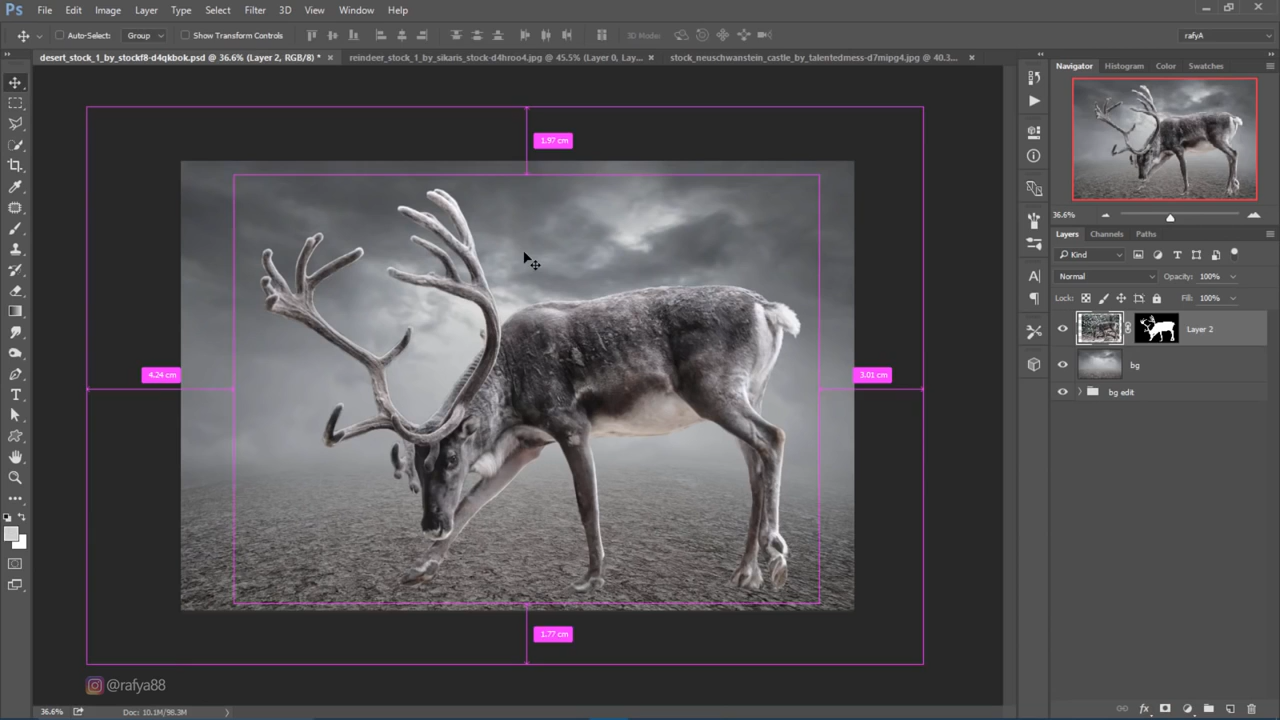 Ps File Edit Image Layer Type Select Filter 3D View Window Help
Auto-Select: Group Show Transform Controls 3D Mode: rafyA
desert_stock_1_by_stockf8-d4qkbok.psd @ 36.6% (Layer 2, RGB/8) * × reindeer_stock_1_by_sikaris_stock-d4hroo4.jpg @ 45.5% (Layer 0, Lay... × stock_neuschwanstein_castle_by_talentedmess-d7mipg4.jpg @ 40.3... ×
Navigator Histogram Color Swatches
1.97 cm
36.6%
Layers Channels Paths
Kind
Normal Opacity: 100%
Lock: Fill: 100%
Layer 2
bg
bg edit
4.24 cm
3.01 cm
1.77 cm
@rafya88
36.6% Doc: 10.1M/98.3M